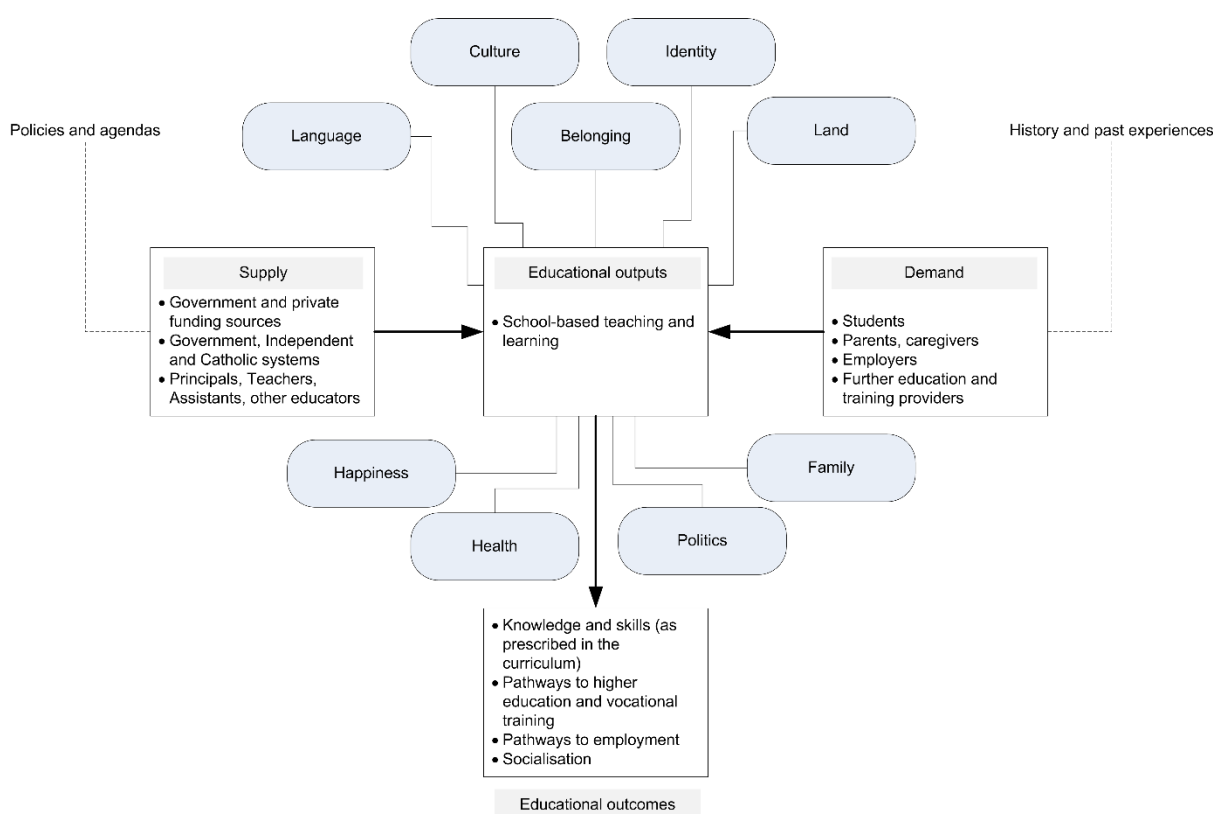 Culture
Identity
Policies and agendas
Language
Belonging
Land
History and past experiences
Supply
• Government and private
funding sources
• Government, Independent
and Catholic systems
• Principals, Teachers,
Assistants, other educators
Educational outputs
• School-based teaching and
learning
Demand
• Students
• Parents, caregivers
• Employers
• Further education and
training providers
Happiness
Family
Health
Politics
• Knowledge and skills (as
prescribed in the
curriculum)
• Pathways to higher
education and vocational
training
• Pathways to employment
• Socialisation
Educational outcomes